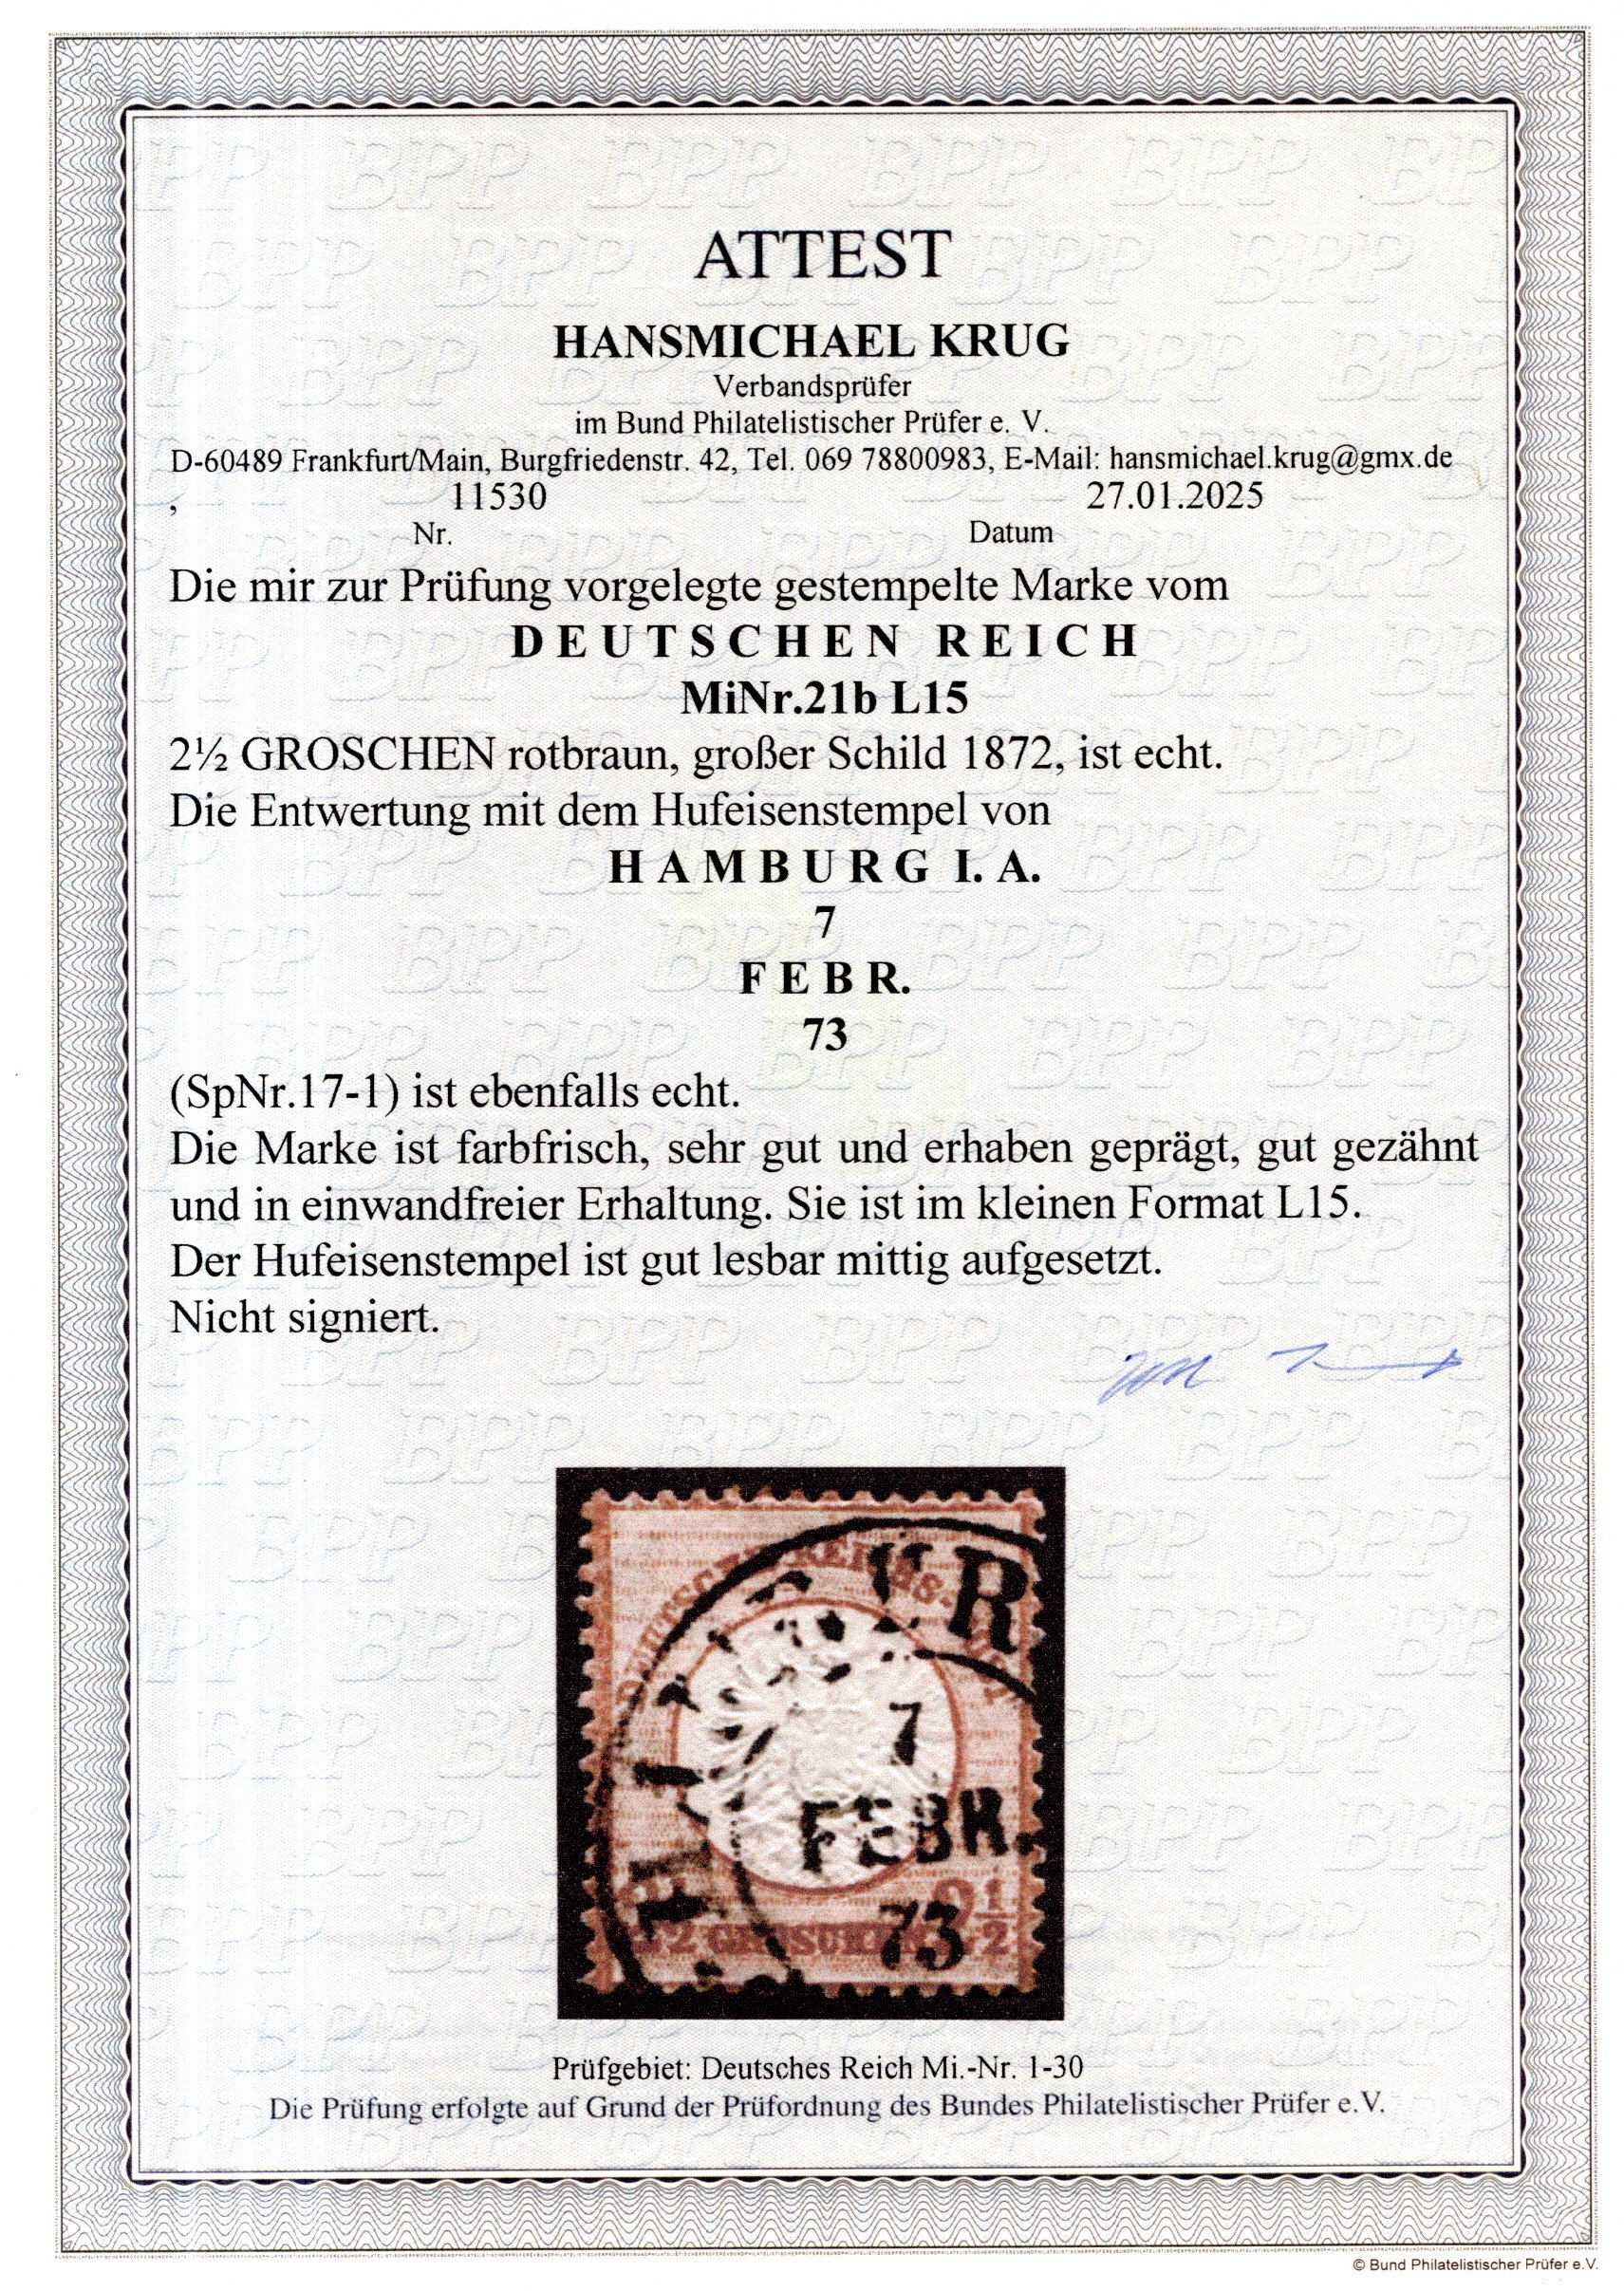 ATTEST
HANSMICHAEL KRUG
Verbandsprüfer
im Bund Philatelistischer Prüfer e. V.
D-60489 Frankfurt/Main, Burgfriedenstr. 42, Tel. 069 78800983, E-Mail: hansmichael.krug@gmx.de
, 11530 27.01.2025
Nr. Datum
Die mir zur Prüfung vorgelegte gestempelte Marke vom
DEUTSCHEN REICH
MiNr.21b L15
2½ GROSCHEN rotbraun, großer Schild 1872, ist echt.
Die Entwertung mit dem Hufeisenstempel von
HAMBURG I. A.
7
FEBR.
73
(SpNr.17-1) ist ebenfalls echt.
Die Marke ist farbfrisch, sehr gut und erhaben geprägt, gut gezähnt
und in einwandfreier Erhaltung. Sie ist im kleinen Format L15.
Der Hufeisenstempel ist gut lesbar mittig aufgesetzt.
Nicht signiert.
7
FEBR.
73
2½ GROSCHEN
Prüfgebiet: Deutsches Reich Mi.-Nr. 1-30
Die Prüfung erfolgte auf Grund der Prüfordnung des Bundes Philatelistischer Prüfer e.V.
© Bund Philatelistischer Prüfer e.V.